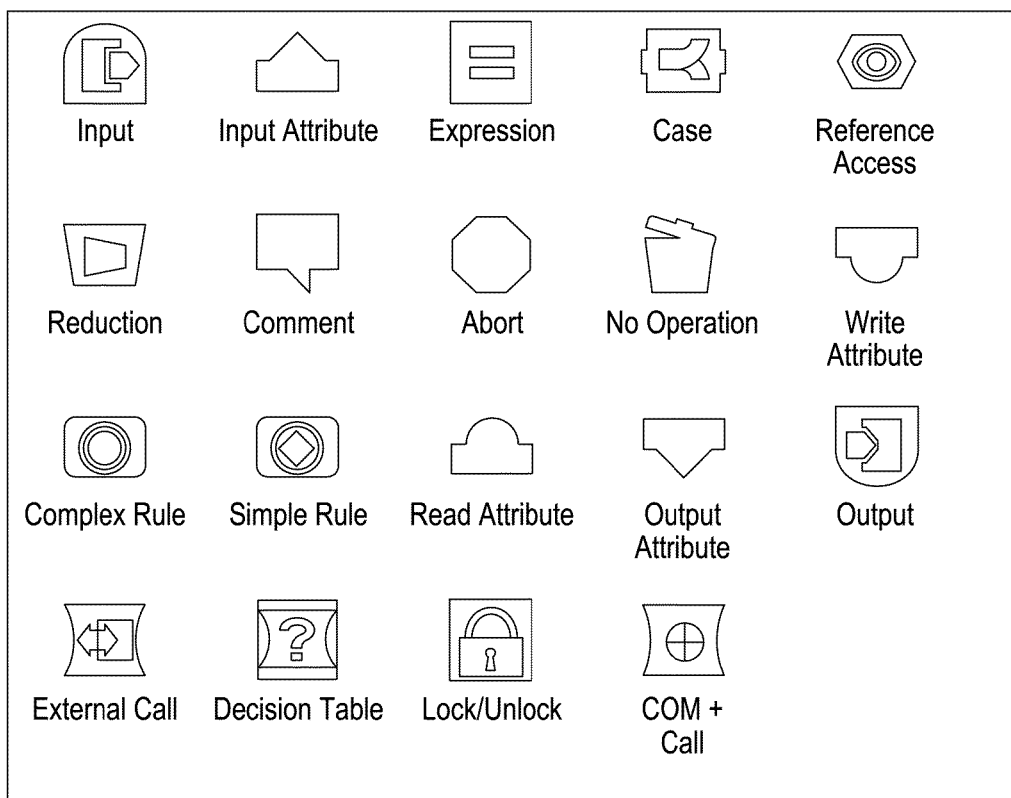 Input
Input Attribute
Expression
Case
Reference
Access
Reduction
Comment
Abort
No Operation
Write
Attribute
Complex Rule
Simple Rule
Read Attribute
Output
Attribute
Output
External Call
Decision Table
?
Lock/Unlock
COM +
Call